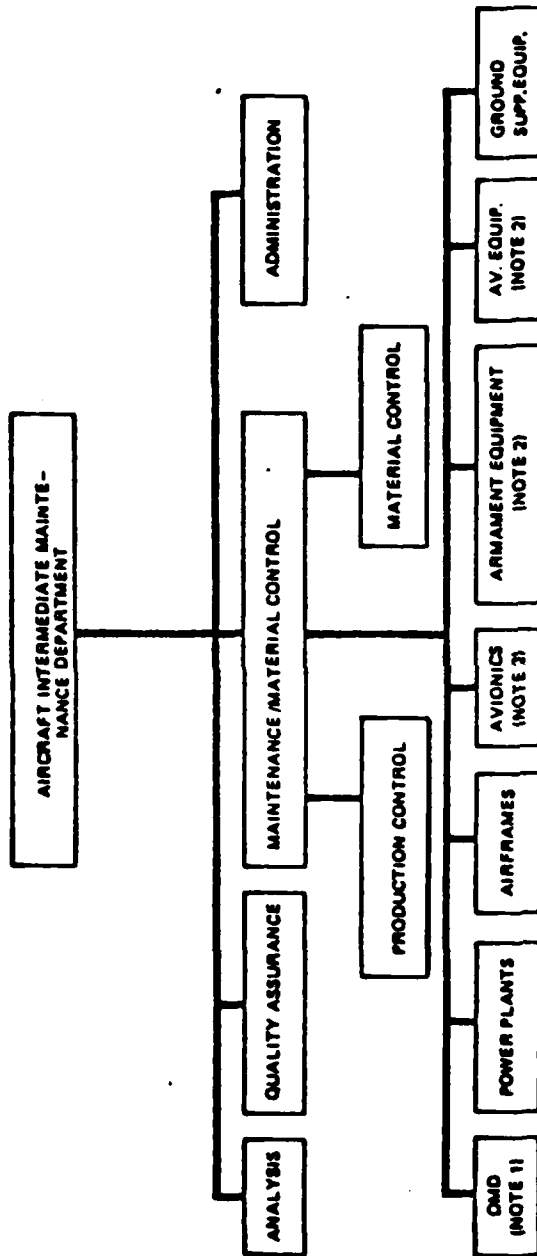 AIRCRAFT INTERMEDIATE MAINTE-
NANCE DEPARTMENT
ANALYSIS
QUALITY ASSURANCE
MAINTENANCE/MATERIAL CONTROL
ADMINISTRATION
PRODUCTION CONTROL
MATERIAL CONTROL
OMD
(NOTE 1)
POWER PLANTS
AIRFRAMES
AVIONICS
(NOTE 2)
ARMAMENT EQUIPMENT
(NOTE 2)
AV. EQUIP.
(NOTE 2)
GROUND
SUPP.EQUIP.